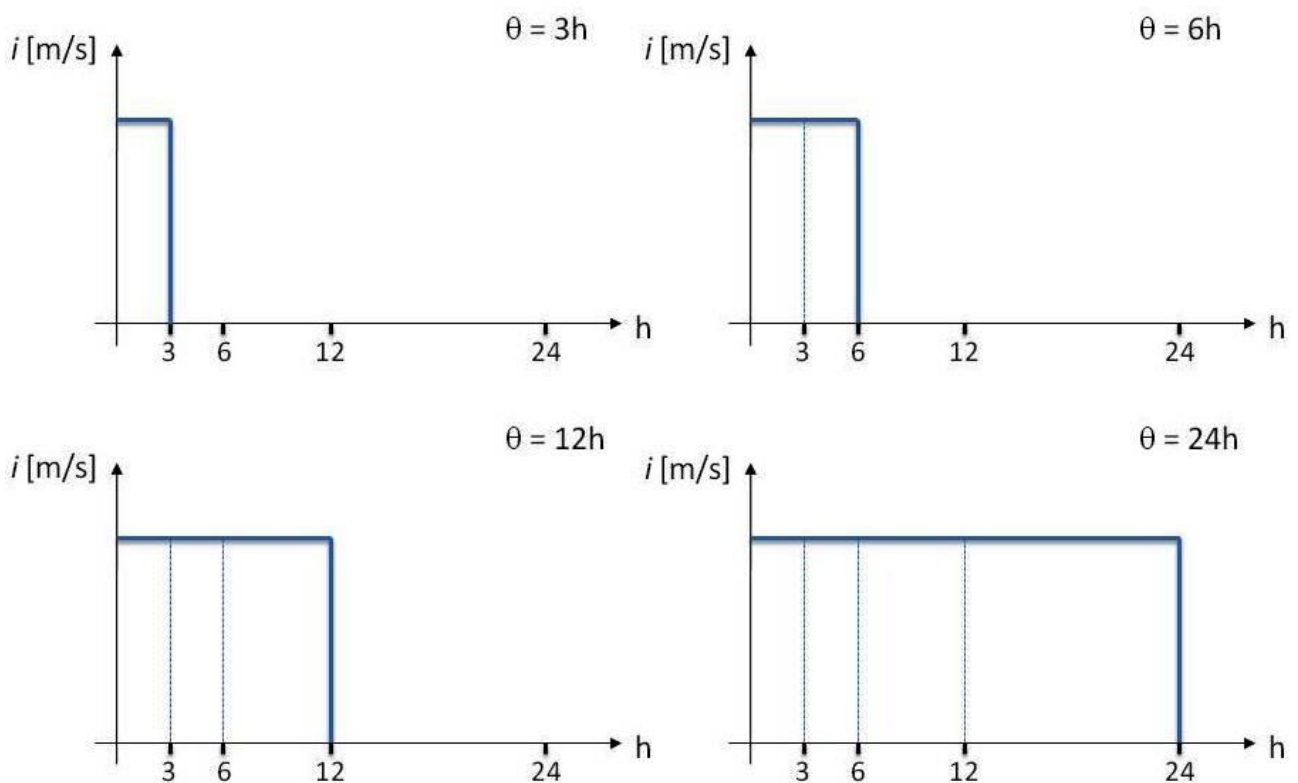 θ = 3h
i [m/s]
h
3 6 12 24
θ = 6h
i [m/s]
h
3 6 12 24
θ = 12h
i [m/s]
h
3 6 12 24
θ = 24h
i [m/s]
h
3 6 12 24